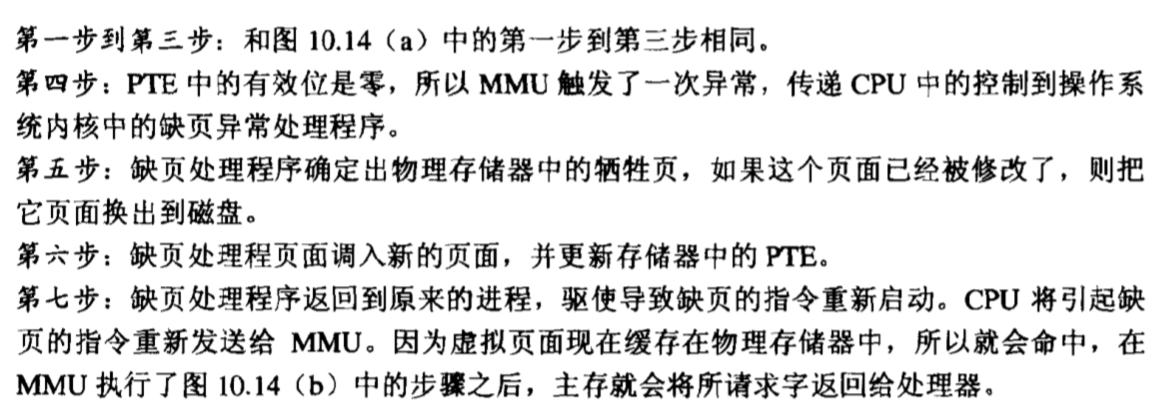 第一步到第三步：和图 10.14（a）中的第一步到第三步相同。
第四步：PTE 中的有效位是零，所以 MMU 触发了一次异常，传递 CPU 中的控制到操作系
统内核中的缺页异常处理程序。
第五步：缺页处理程序确定出物理存储器中的牺牲页，如果这个页面已经被修改了，则把
它页面换出到磁盘。
第六步：缺页处理程页面调入新的页面，并更新存储器中的 PTE。
第七步：缺页处理程序返回到原来的进程，驱使导致缺页的指令重新启动。CPU 将引起缺
页的指令重新发送给 MMU。因为虚拟页面现在缓存在物理存储器中，所以就会命中，在
MMU 执行了图 10.14（b）中的步骤之后，主存就会将所请求字返回给处理器。